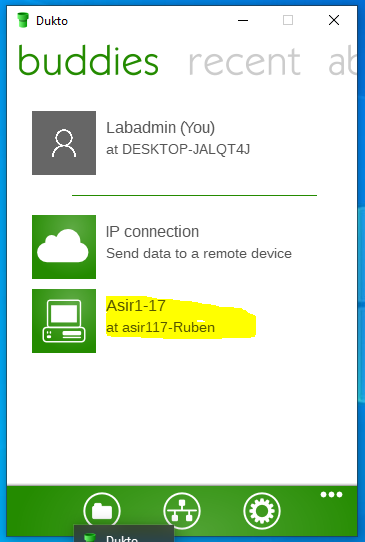 Dukto
buddies recent ab
Labadmin (You)
at DESKTOP-JALQT4J
IP connection
Send data to a remote device
Asir1-17
at asir117-Ruben
Dukto